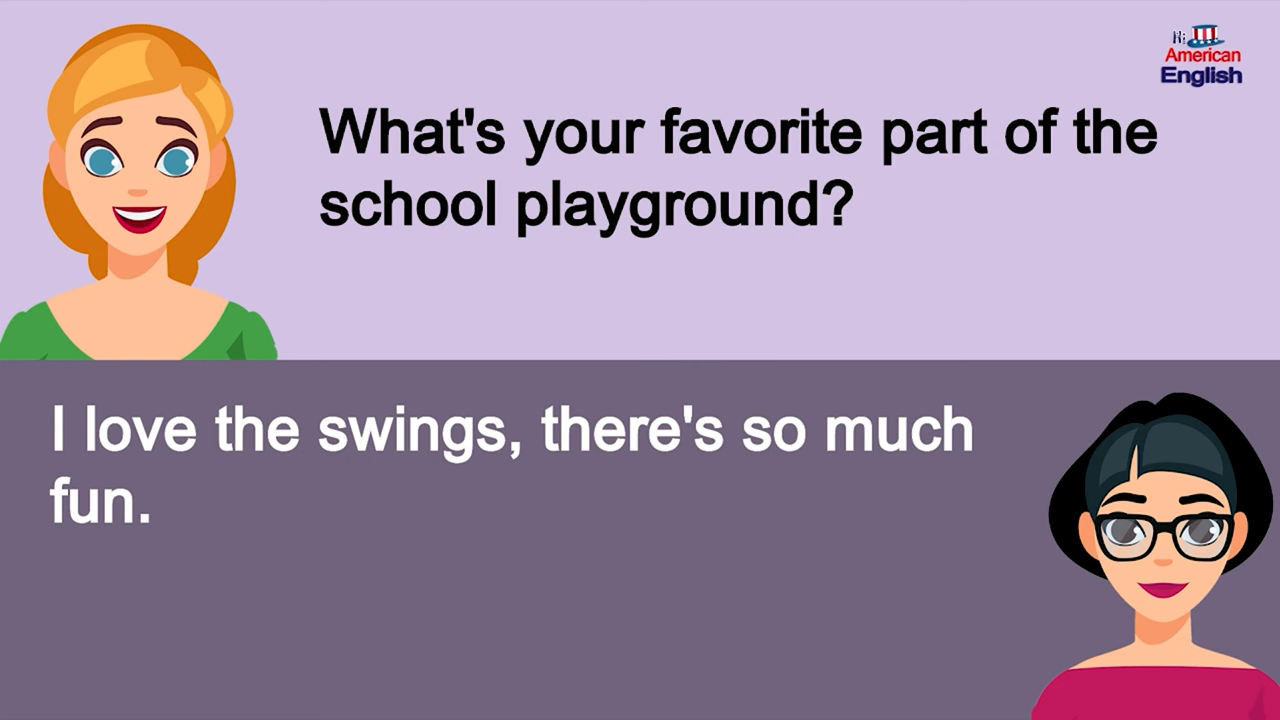 Hi
American
English
What's your favorite part of the
school playground?
I love the swings, there's so much
fun.